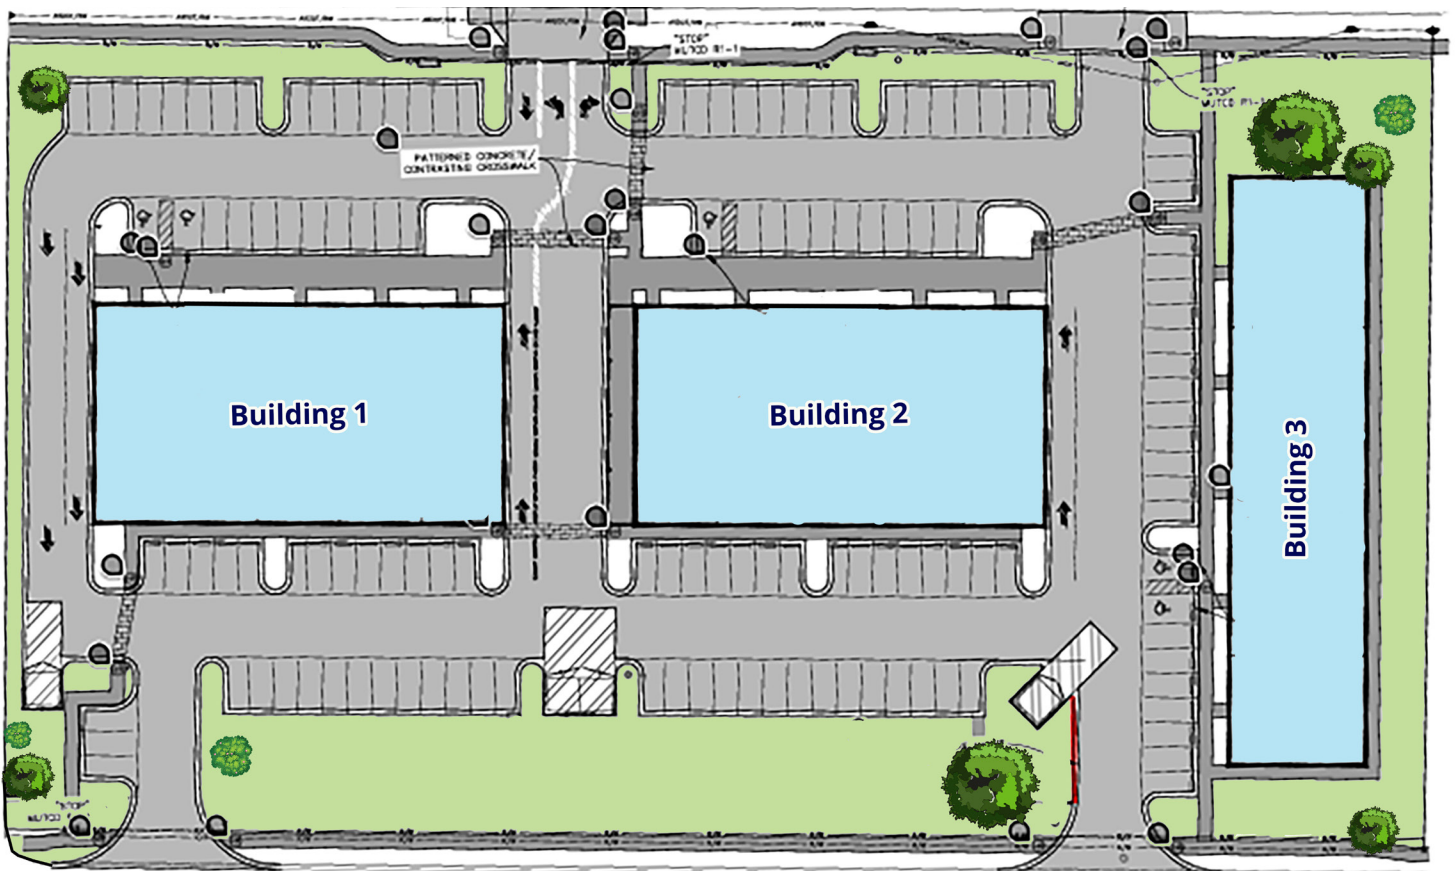 "STOP"
MUTCD R1-1
"STOP"
MUTCD R1-1
PATTERNED CONCRETE/
CONTRASTING CROSSWALK
Building 1
Building 2
Building 3
"STOP"